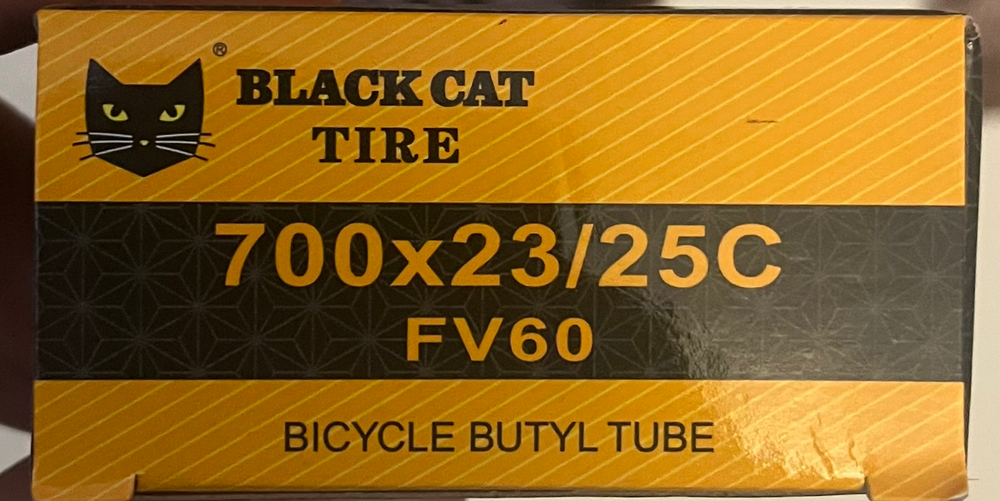 ®
BLACK CAT
TIRE
700x23/25C
FV60
BICYCLE BUTYL TUBE